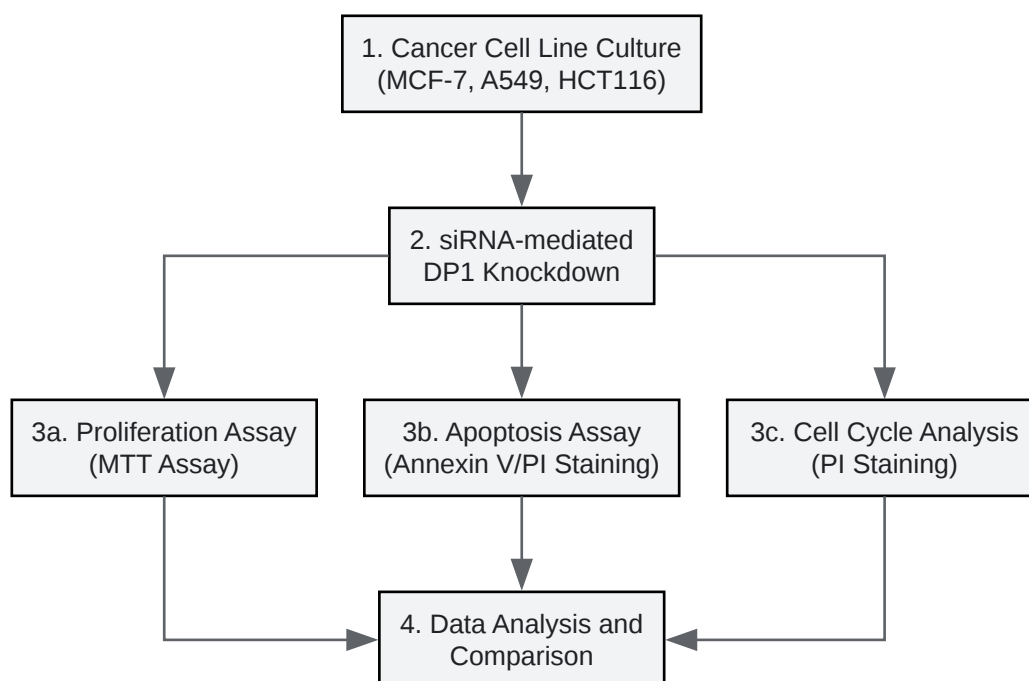 1. Cancer Cell Line Culture
(MCF-7, A549, HCT116)
2. siRNA-mediated
DP1 Knockdown
3a. Proliferation Assay
(MTT Assay)
3b. Apoptosis Assay
(Annexin V/PI Staining)
3c. Cell Cycle Analysis
(PI Staining)
4. Data Analysis and
Comparison